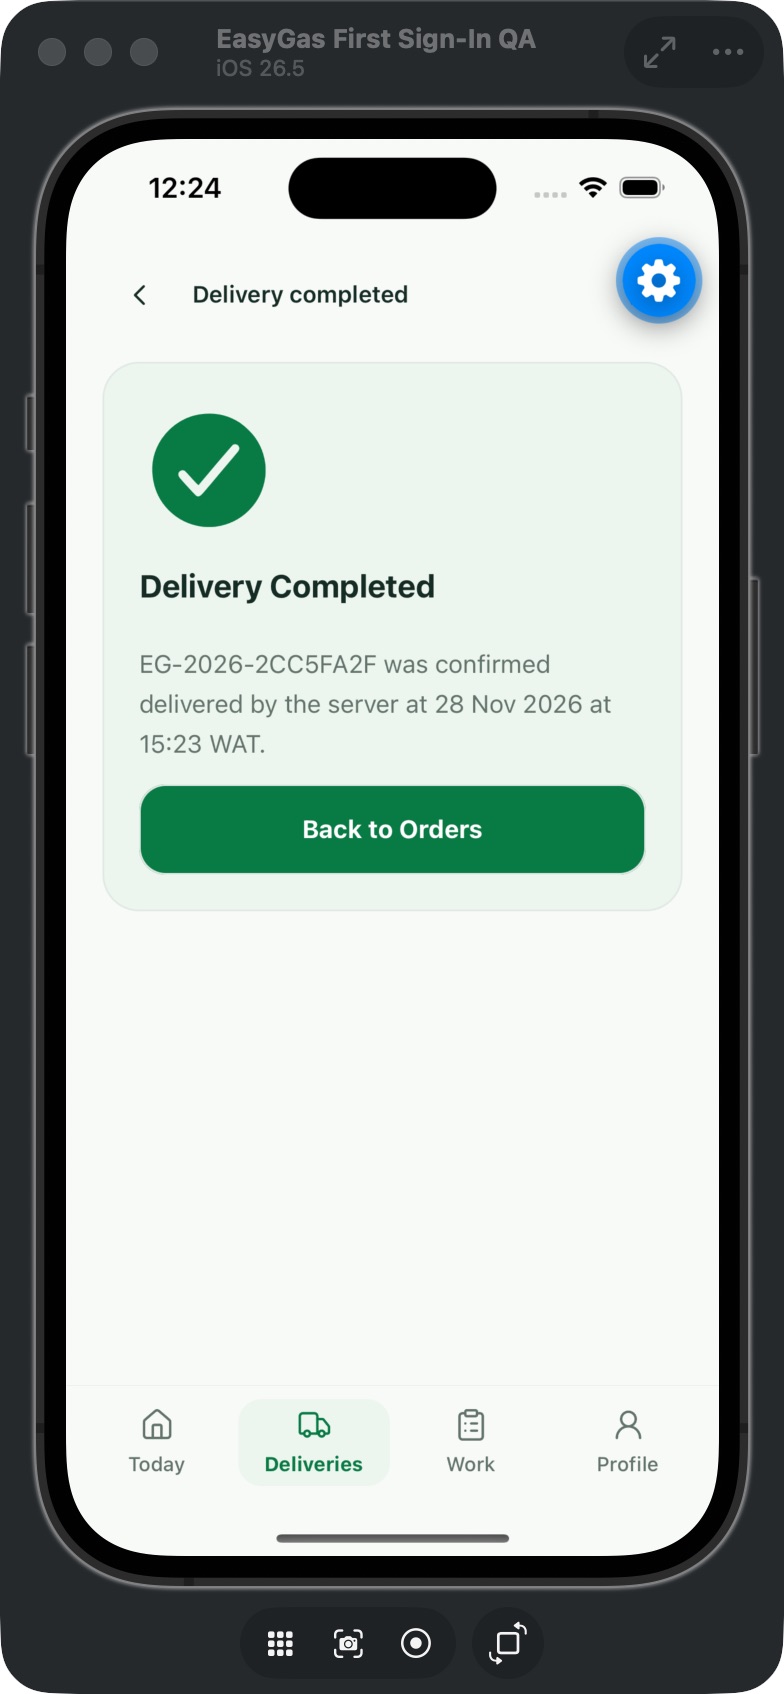 EasyGas First Sign-In QA
iOS 26.5
12:24
Delivery completed
Delivery Completed
EG-2026-2CC5FA2F was confirmed
delivered by the server at 28 Nov 2026 at
15:23 WAT.
Back to Orders
Today
Deliveries
Work
Profile